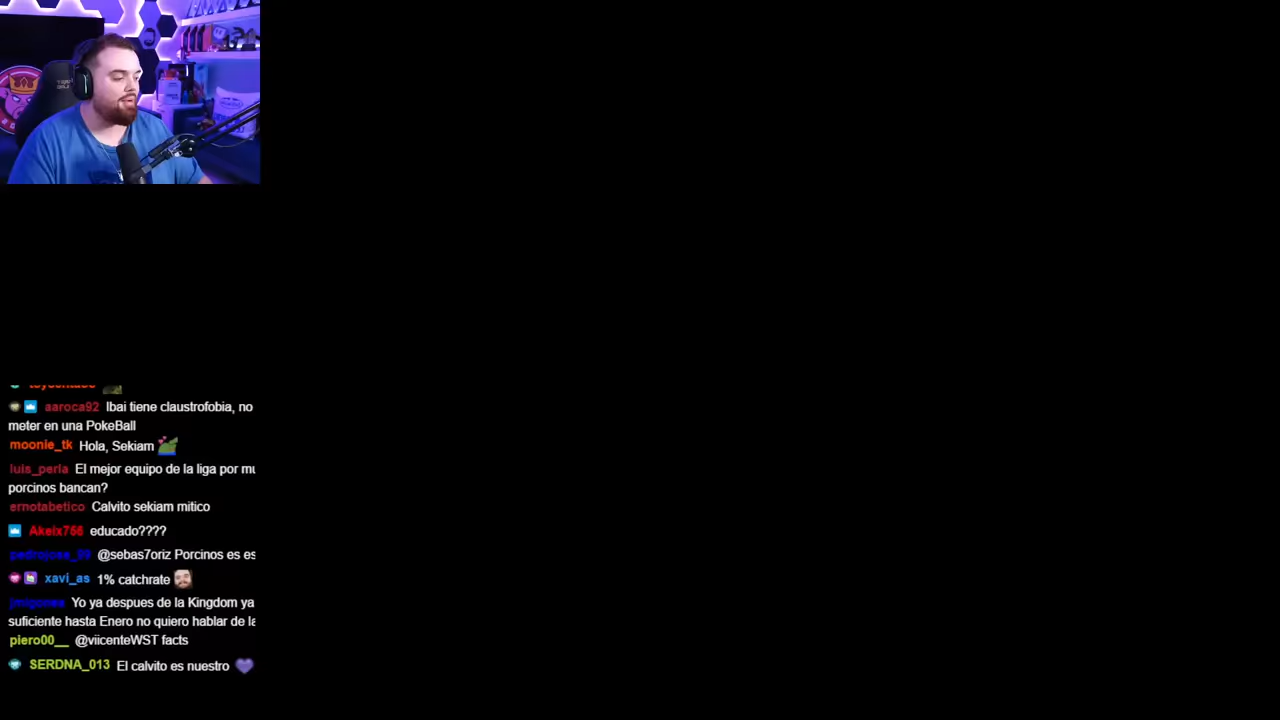 aaroca92 Ibai tiene claustrofobia, no
meter en una PokeBall
moonie_tk Hola, Sekiam
luis_perla El mejor equipo de la liga por mu
porcinos bancan?
ernotabetico Calvito sekiam mitico
Akeix756 educado????
pedrojose_99 @sebas7oriz Porcinos es es
xavi_as 1% catchrate
Yo ya despues de la Kingdom ya
suficiente hasta Enero no quiero hablar de la
piero00__ @viicenteWST facts
SERDNA_013 El calvito es nuestro